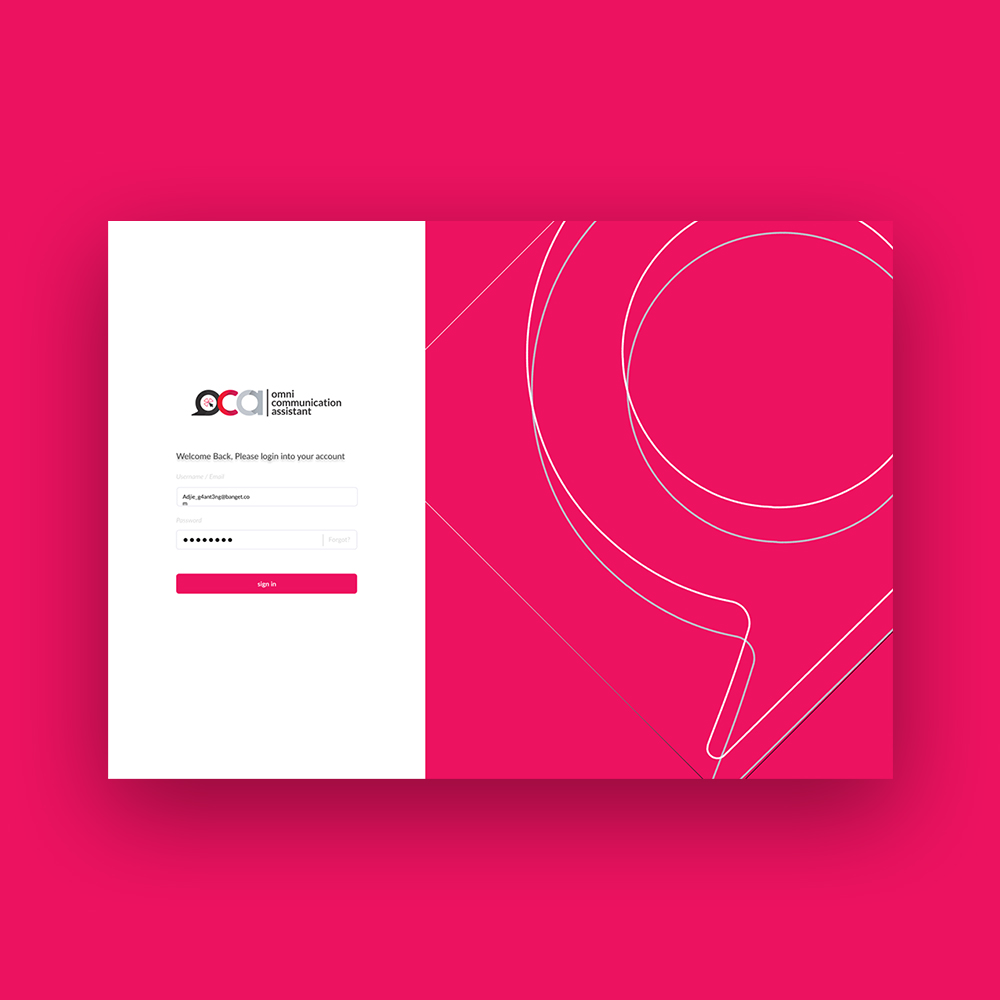 oca
omni
communication
assistant
Welcome Back, Please login into your account
Username / Email
Adjie_g4ant3ng@banget.co
m
Password
●●●●●●●● Forgot?
sign in